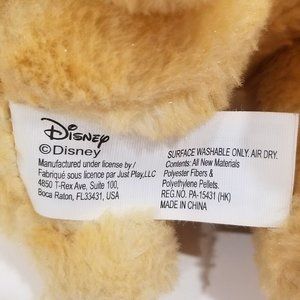 Disney
©Disney
Manufactured under license by /
Fabriqué sous licence par Just Play,LLC
4850 T-Rex Ave, Suite 100,
Boca Raton, FL33431, USA
SURFACE WASHABLE ONLY. AIR DRY.
Contents: All New Materials
Polyester Fibers &
Polyethylene Pellets.
REG.NO. PA-15431 (HK)
MADE IN CHINA